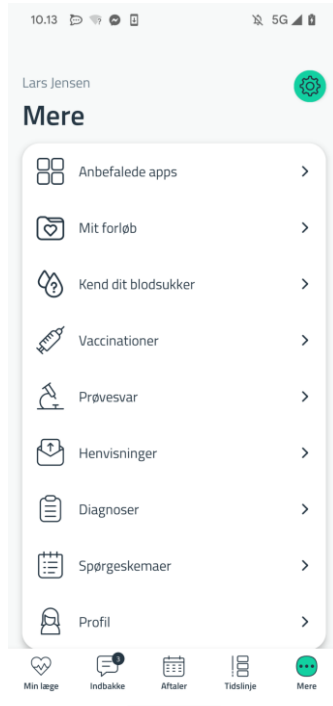 10.13 5G
Lars Jensen
Mere
Anbefalede apps
Mit forløb
Kend dit blodsukker
Vaccinationer
Prøvesvar
Henvisninger
Diagnoser
Spørgeskemaer
Profil
3
Min læge Indbakke Aftaler Tidslinje Mere